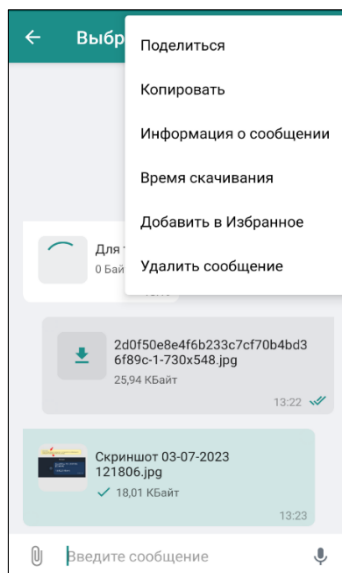 Выбр
Поделиться
Копировать
Информация о сообщении
Время скачивания
Добавить в Избранное
Удалить сообщение
Для
0 Бай
2d0f50e8e4f6b233c7cf70b4bd3
6f89c-1-730x548.jpg
25,94 КБайт
13:22
Скриншот 03-07-2023
121806.jpg
18,01 КБайт
13:23
Введите сообщение